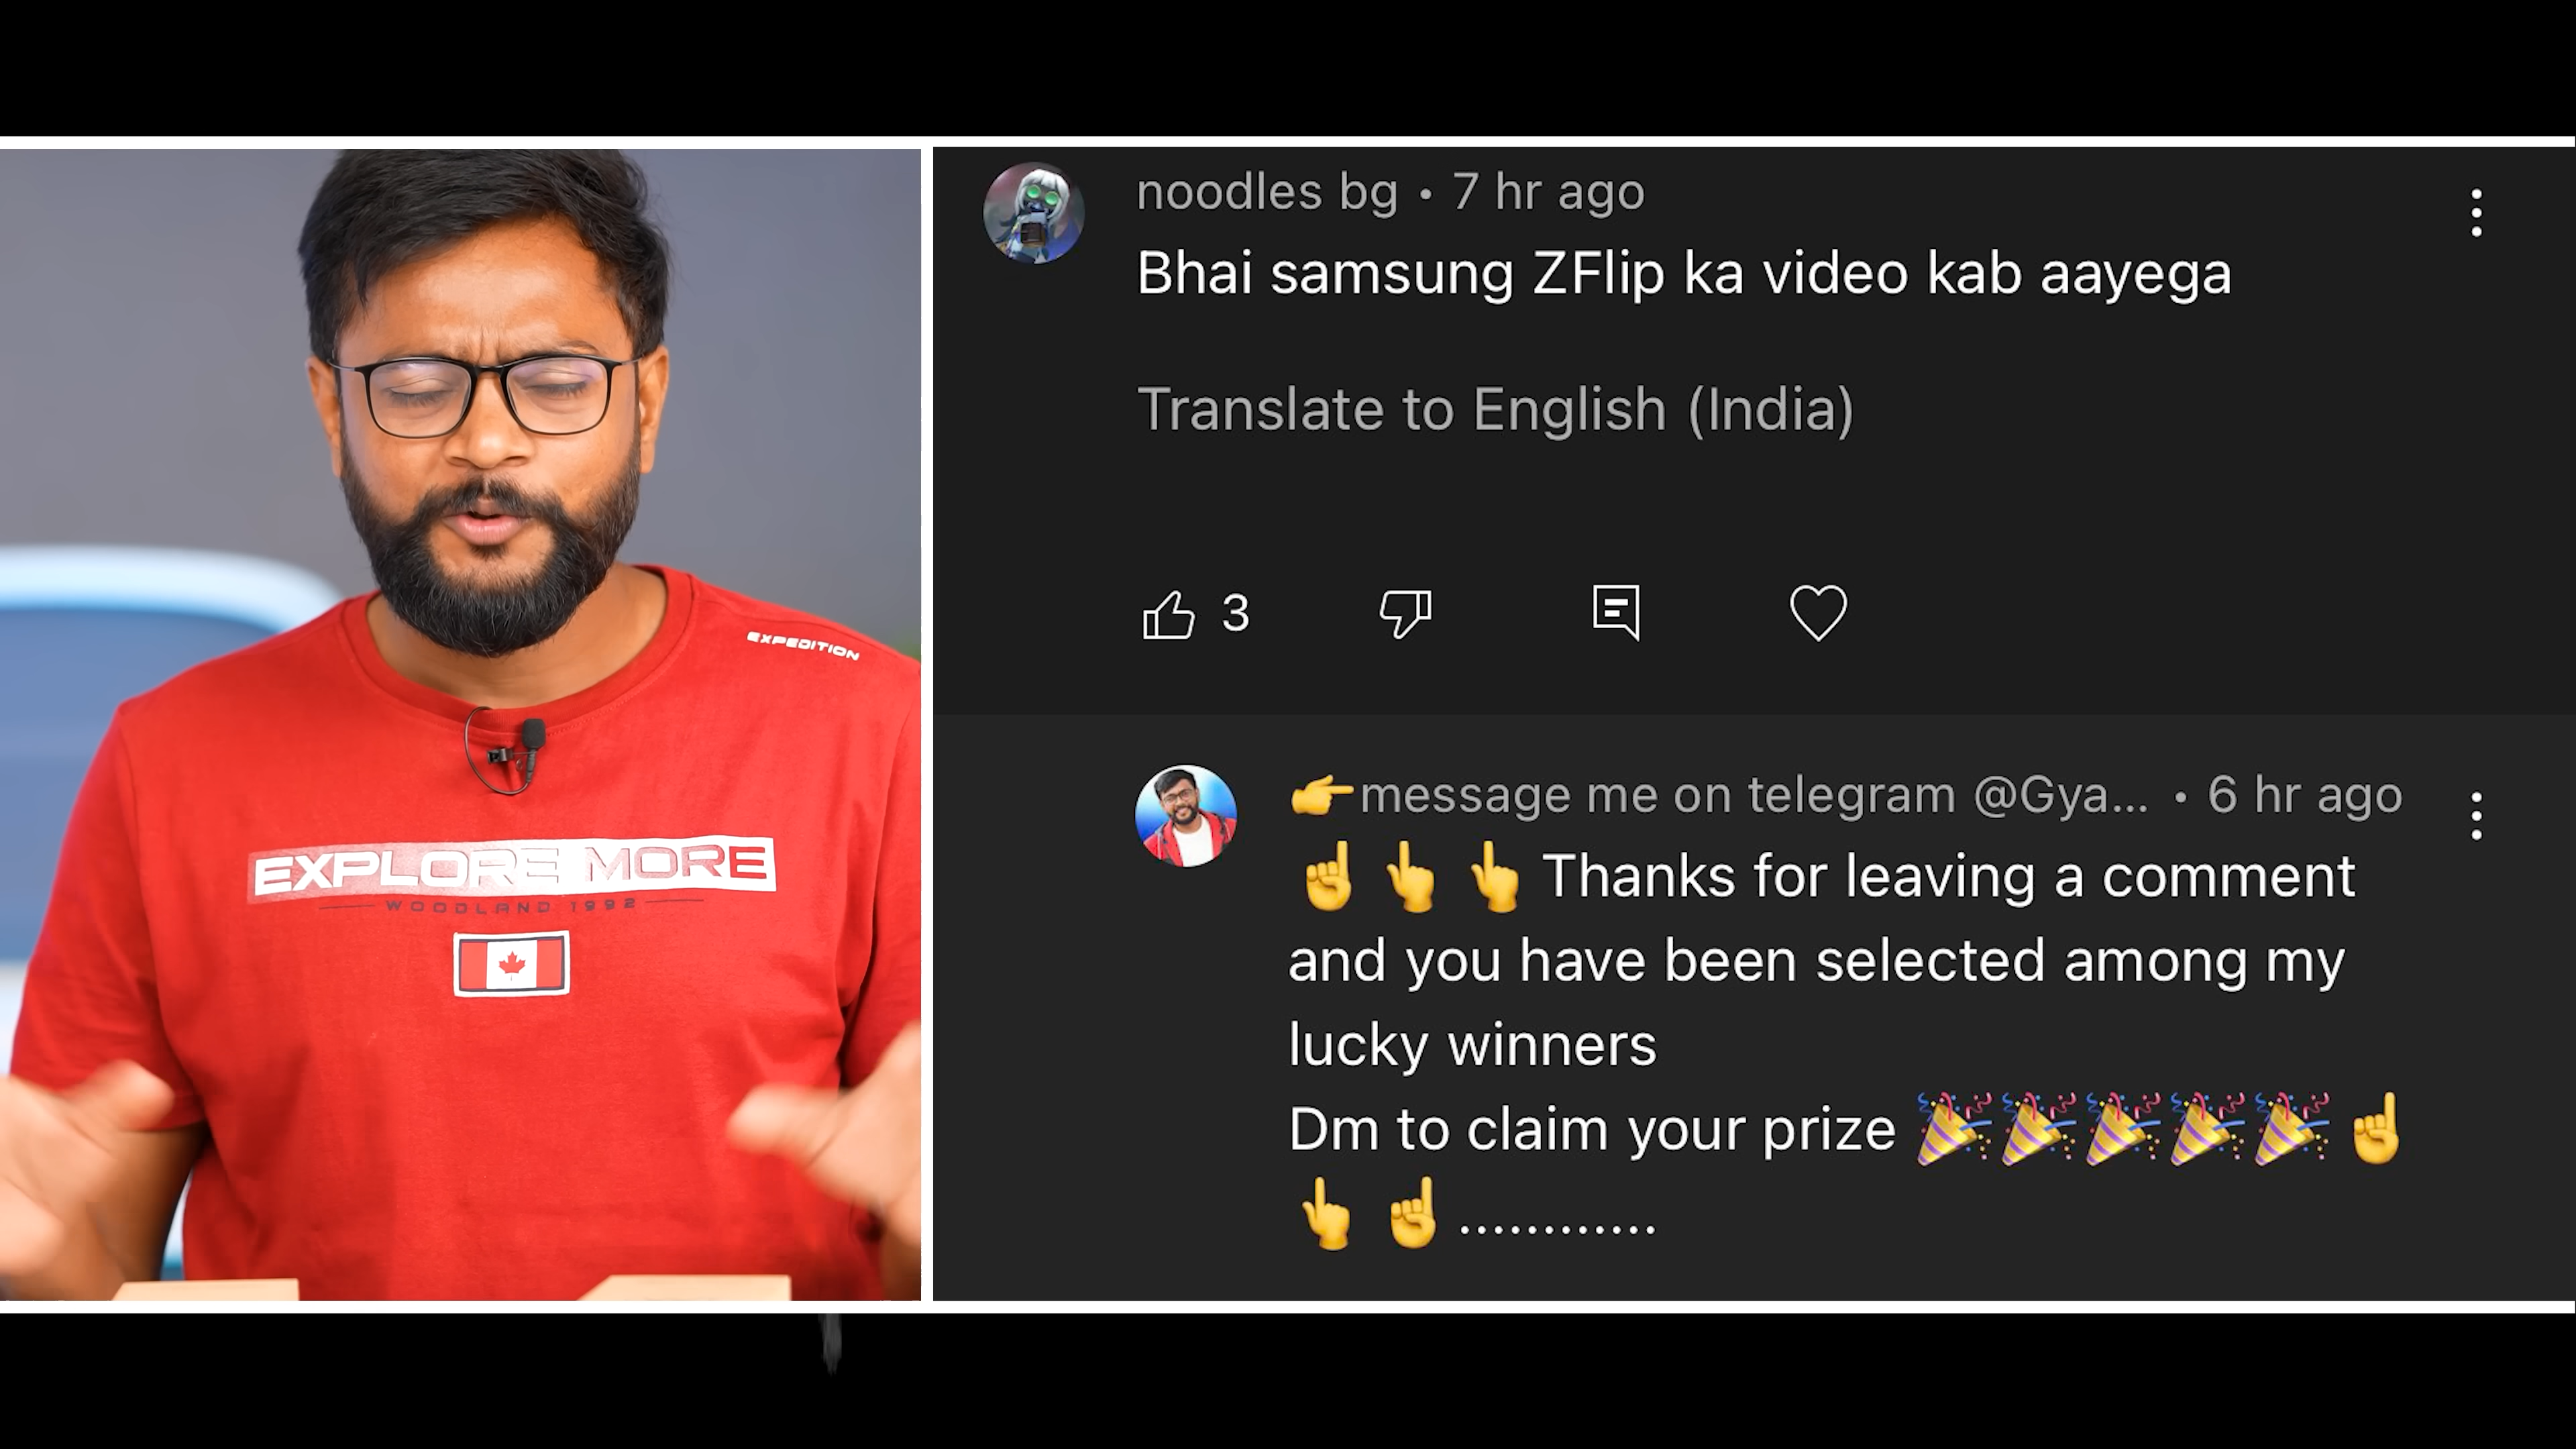 EXPEDITION
EXPLORE MORE
WOODLAND 1992
noodles bg • 7 hr ago
Bhai samsung ZFlip ka video kab aayega
Translate to English (India)
3
👉message me on telegram @Gya... • 6 hr ago
☝️👆👆 Thanks for leaving a comment
and you have been selected among my
lucky winners
Dm to claim your prize 🎉🎉🎉🎉🎉☝️
👆☝️............